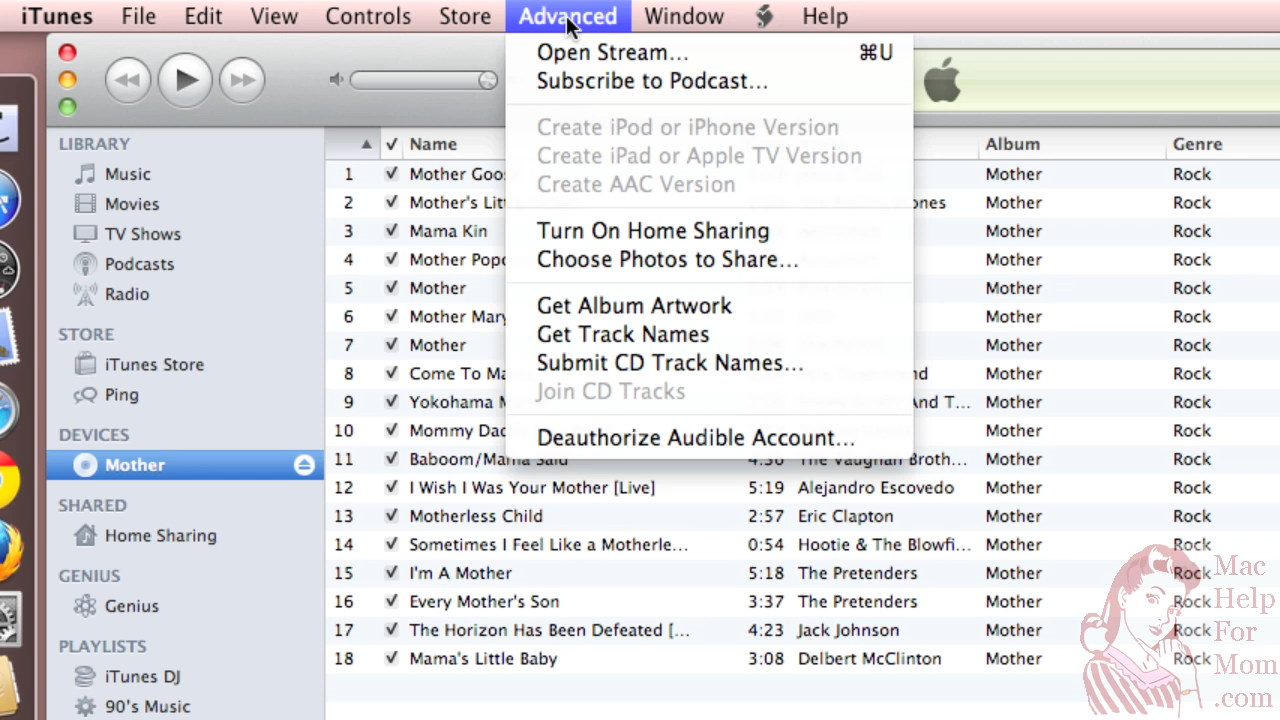 iTunes File Edit View Controls Store Advanced Window Help
Open Stream... ⌘U
Subscribe to Podcast...
Create iPod or iPhone Version
Create iPad or Apple TV Version
Create AAC Version
Turn On Home Sharing
Choose Photos to Share...
Get Album Artwork
Get Track Names
Submit CD Track Names...
Join CD Tracks
Deauthorize Audible Account...
LIBRARY
Music
Movies
TV Shows
Podcasts
Radio
STORE
iTunes Store
Ping
DEVICES
Mother
SHARED
Home Sharing
GENIUS
Genius
PLAYLISTS
iTunes DJ
90's Music
✓ Name Album Genre
1 ✓ Mother Mother Rock
2 ✓ Mother's Mother Rock
3 ✓ Mama Kin Mother Rock
4 ✓ Mother Mother Rock
5 ✓ Mother Mother Rock
6 ✓ Mother Mary Mother Rock
7 ✓ Mother Mother Rock
8 ✓ Come To Mother Rock
9 ✓ Yokohama And T... Mother Rock
10 ✓ Mommy Mother Rock
11 ✓ Baboom/Mama Said 4:30 The Vaughan Broth... Mother Rock
12 ✓ I Wish I Was Your Mother [Live] 5:19 Alejandro Escovedo Mother Rock
13 ✓ Motherless Child 2:57 Eric Clapton Mother Rock
14 ✓ Sometimes I Feel Like a Motherle... 0:54 Hootie & The Blowfi... Mother Rock
15 ✓ I'm A Mother 5:18 The Pretenders Mother Rock
16 ✓ Every Mother's Son 3:37 The Pretenders Mother Rock
17 ✓ The Horizon Has Been Defeated [... 4:23 Jack Johnson Mother Rock
18 ✓ Mama's Little Baby 3:08 Delbert McClinton Mother Rock
Mac
Help
For
Mom
.com